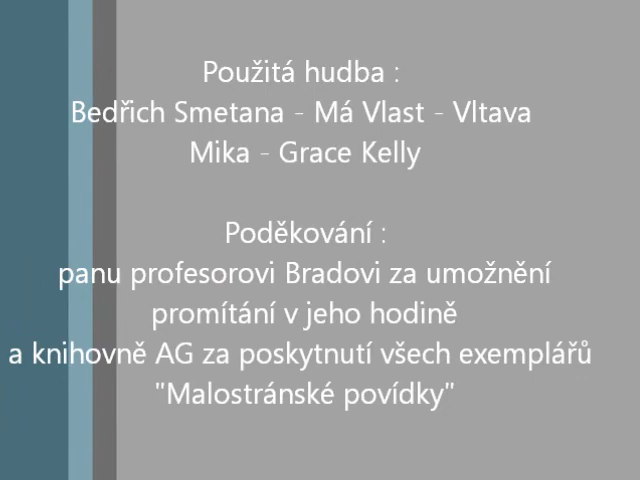 Použitá hudba :
Bedřich Smetana - Má Vlast - Vltava
Mika - Grace Kelly
Poděkování :
panu profesorovi Bradovi za umožnění
promítání v jeho hodině
a knihovně AG za poskytnutí všech exemplářů
"Malostránské povídky"